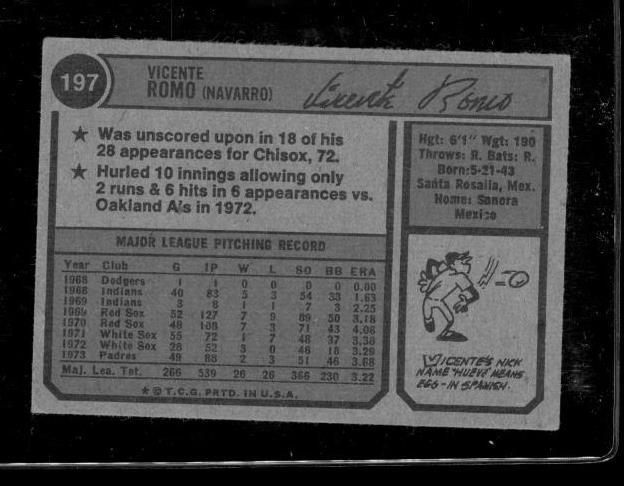 197
VICENTE
ROMO (NAVARRO)
Vicente Romo
★ Was unscored upon in 18 of his
28 appearances for Chisox, 72.
★ Hurled 10 innings allowing only
2 runs & 6 hits in 6 appearances vs.
Oakland A's in 1972.
Hgt: 6'1" Wgt: 190
Throws: R. Bats: R.
Born: 5-21-43
Santa Rosalia, Mex.
Home: Sonora
Mexico
MAJOR LEAGUE PITCHING RECORD
Year Club G IP W L SO BB ERA
1968 Dodgers 1 1 0 0 0 0 0.00
1968 Indians 40 83 5 3 54 33 1.63
1969 Indians 3 8 1 1 7 3 2.25
1969 Red Sox 52 127 7 9 89 50 3.18
1970 Red Sox 48 108 7 3 71 43 4.08
1971 White Sox 55 72 1 7 48 37 3.38
1972 White Sox 28 52 3 0 46 18 3.29
1973 Padres 49 88 2 3 51 46 3.68
Maj. Lea. Tot. 266 539 26 26 366 230 3.22
★ © T.C.G. PRTD. IN U.S.A.
VICENTE'S NICK
NAME "HUEVO" MEANS
EGG - IN SPANISH.